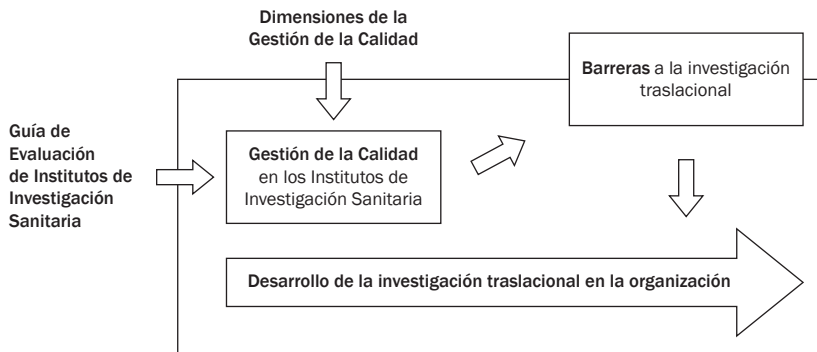 Dimensiones de la
Gestión de la Calidad
Barreras a la investigación
traslacional
Guía de
Evaluación
de Institutos de
Investigación
Sanitaria
Gestión de la Calidad
en los Institutos de
Investigación Sanitaria
Desarrollo de la investigación traslacional en la organización